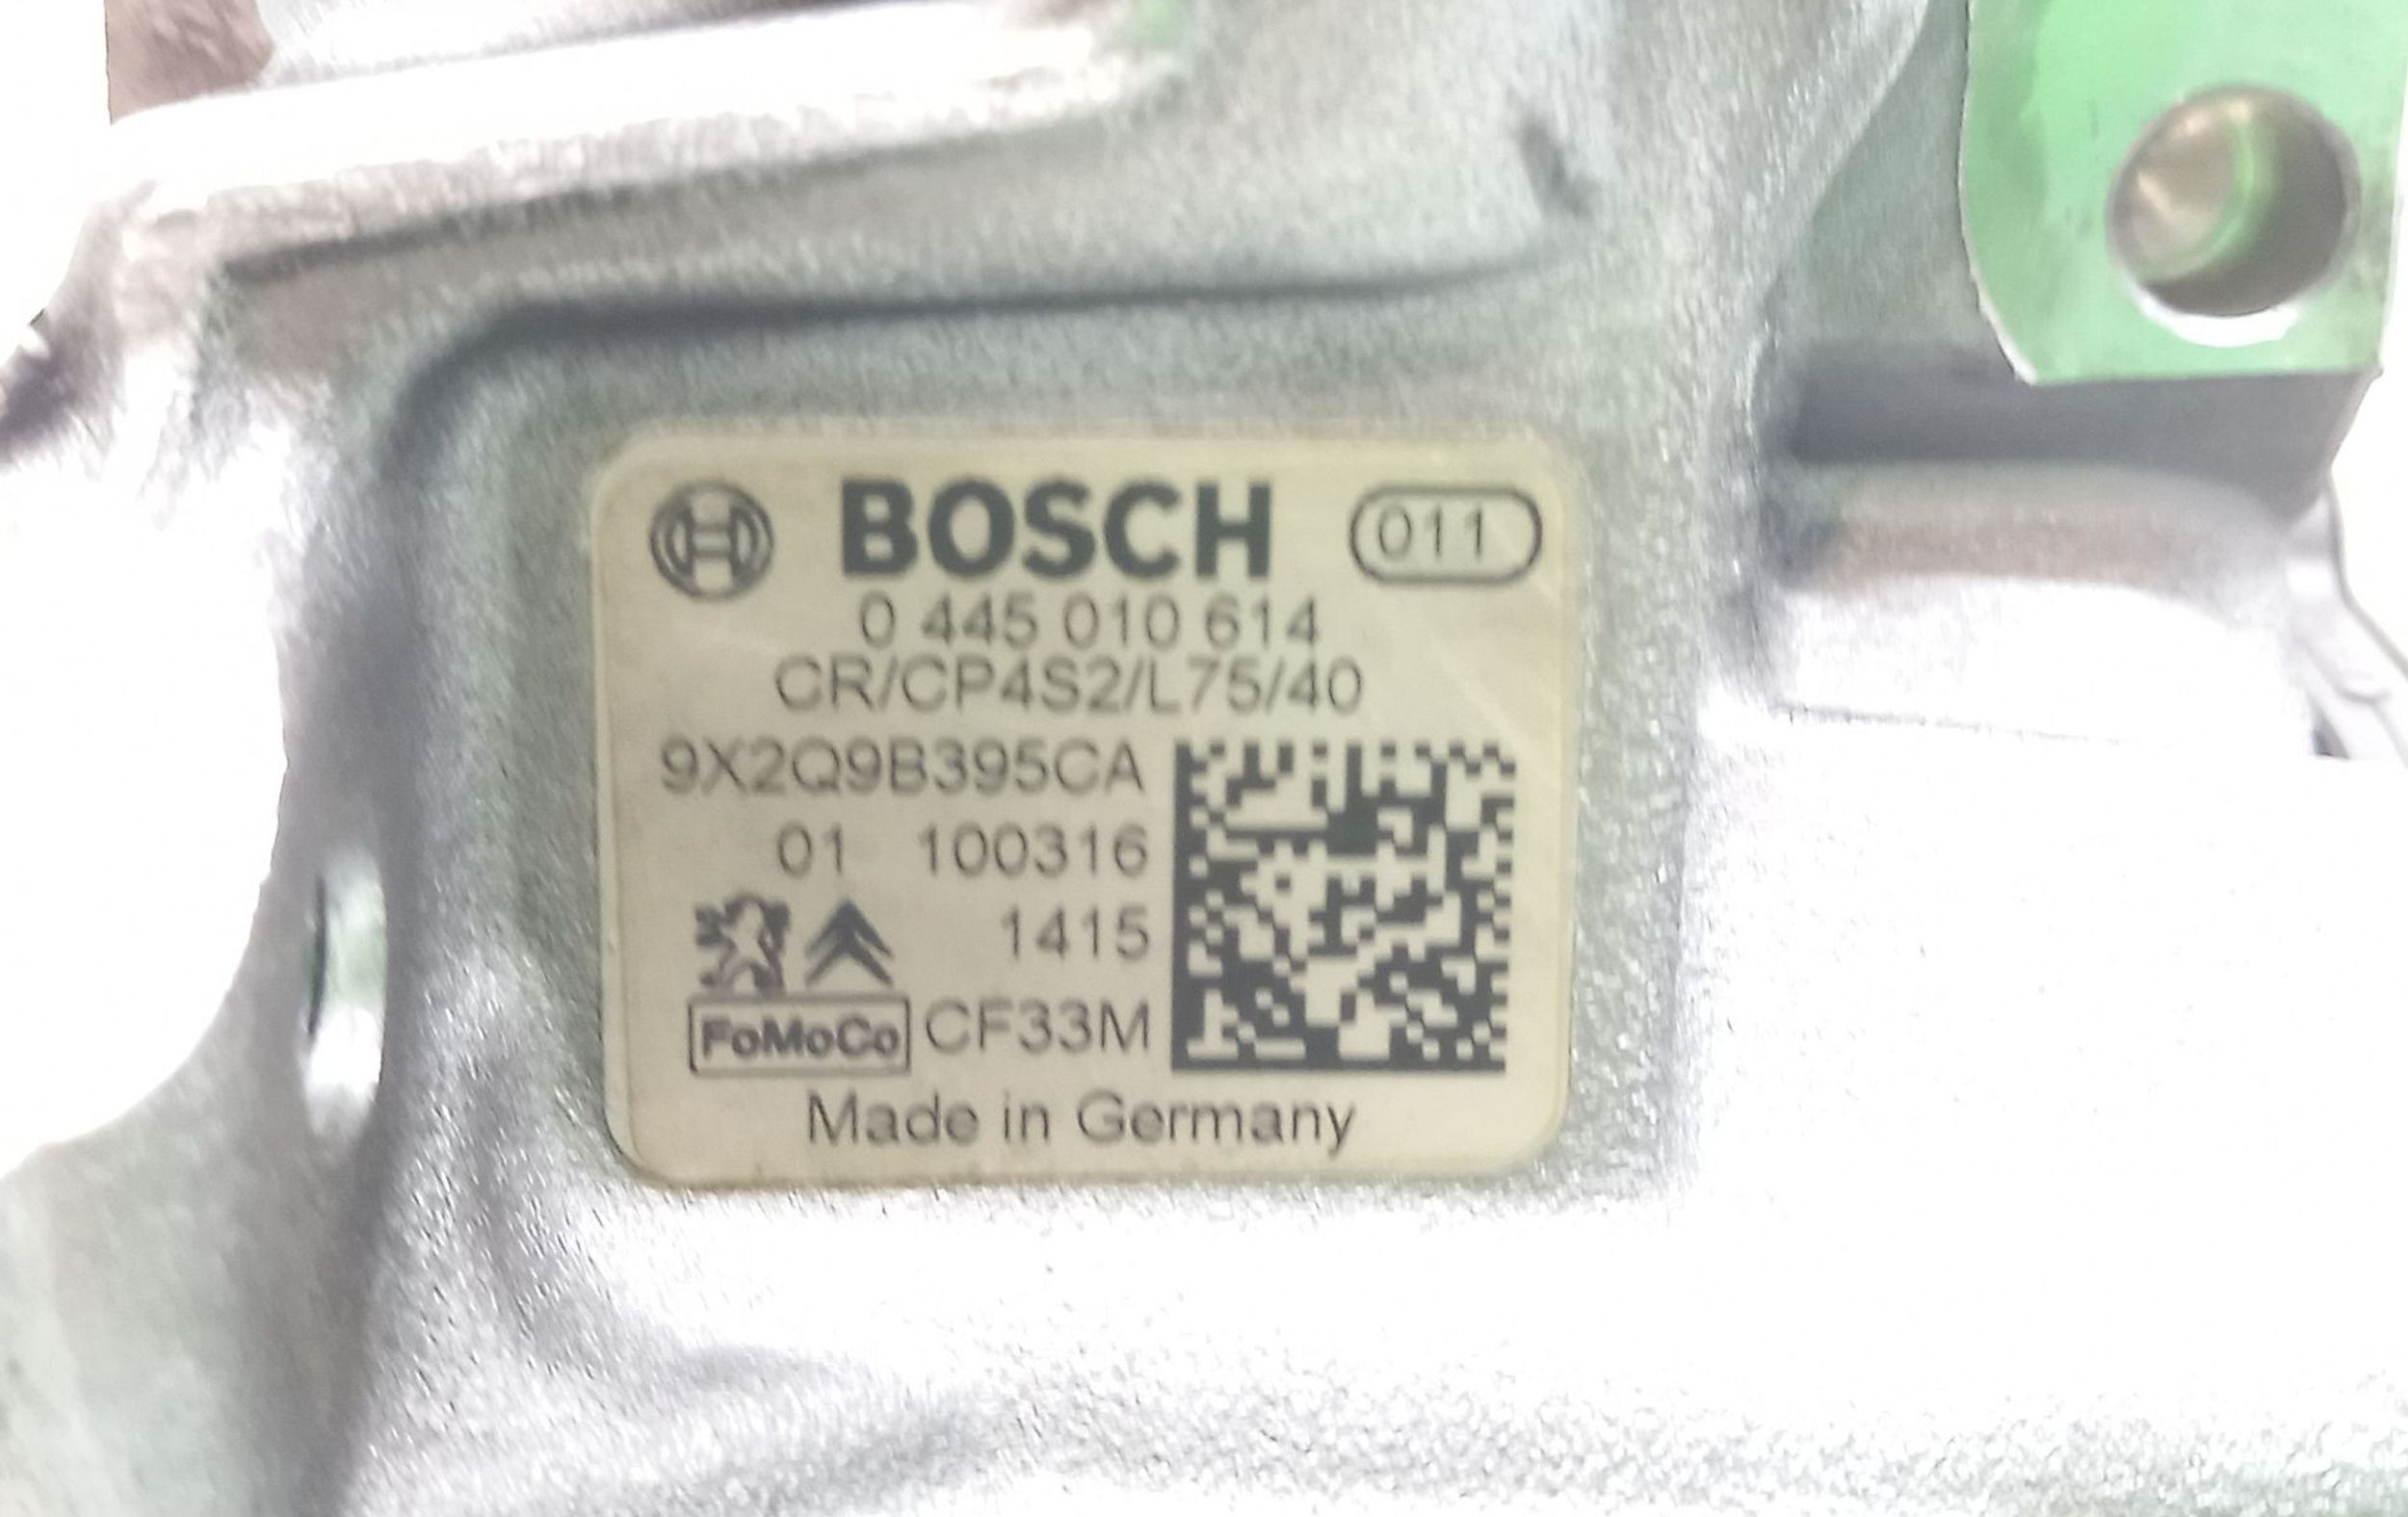 BOSCH 011
0 445 010 614
CR/CP4S2/L75/40
9X2Q9B395CA
01 100316
1415
FoMoCo CF33M
Made in Germany